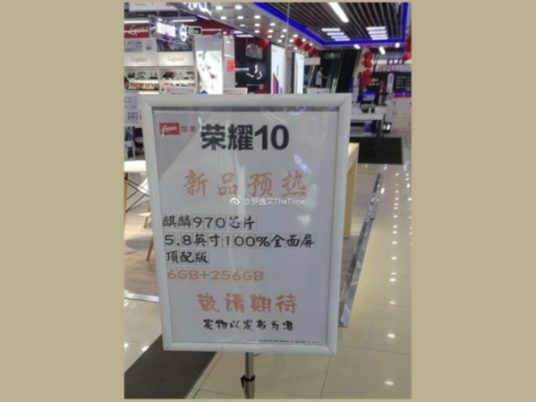 国美
荣耀10
新品预热
@罗逸文TheTime
麒麟970芯片
5.8英寸100%全面屏
顶配版
6GB+256GB
敬请期待
实物以发布为准